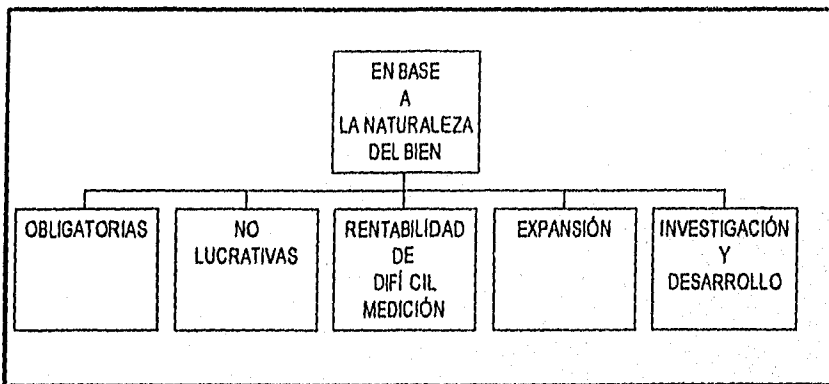 EN BASE
A
LA NATURALEZA
DEL BIEN
OBLIGATORIAS
NO
LUCRATIVAS
RENTABILIDAD
DE
DIFÍ CIL
MEDICIÓN
EXPANSIÓN
INVESTIGACIÓN
Y
DESARROLLO